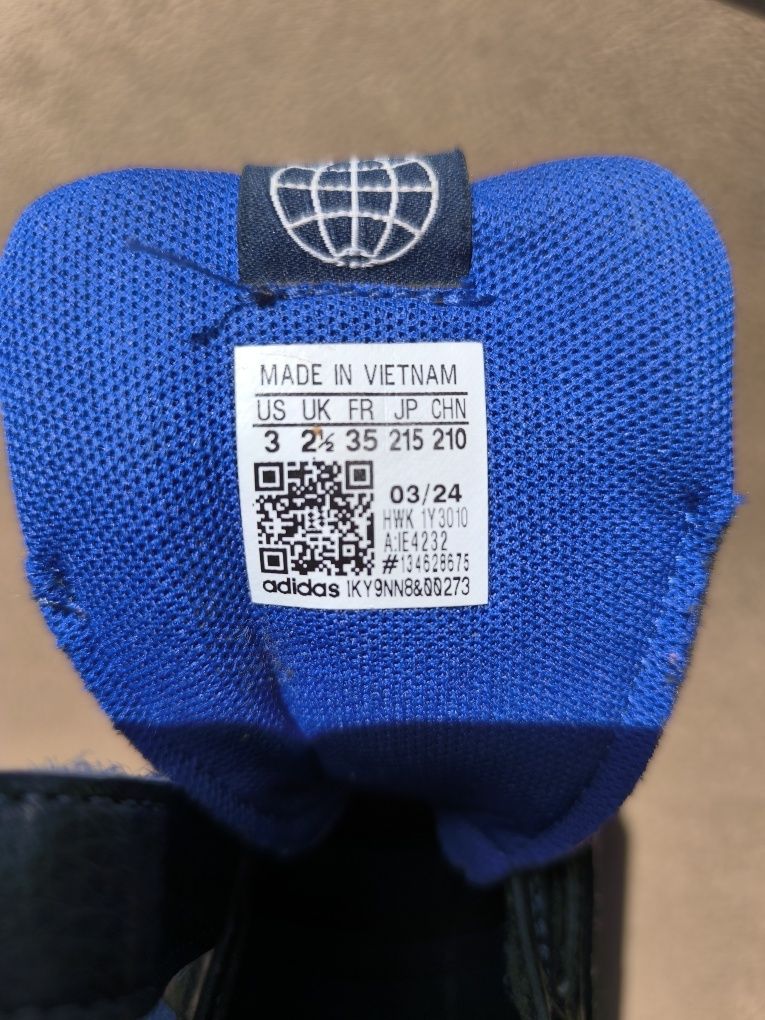 MADE IN VIETNAM
US UK FR JP CHN
3 2½ 35 215 210
03/24
HWK 1Y3010
A:IE4232
#134628675
adidas IKY9NN8&00273